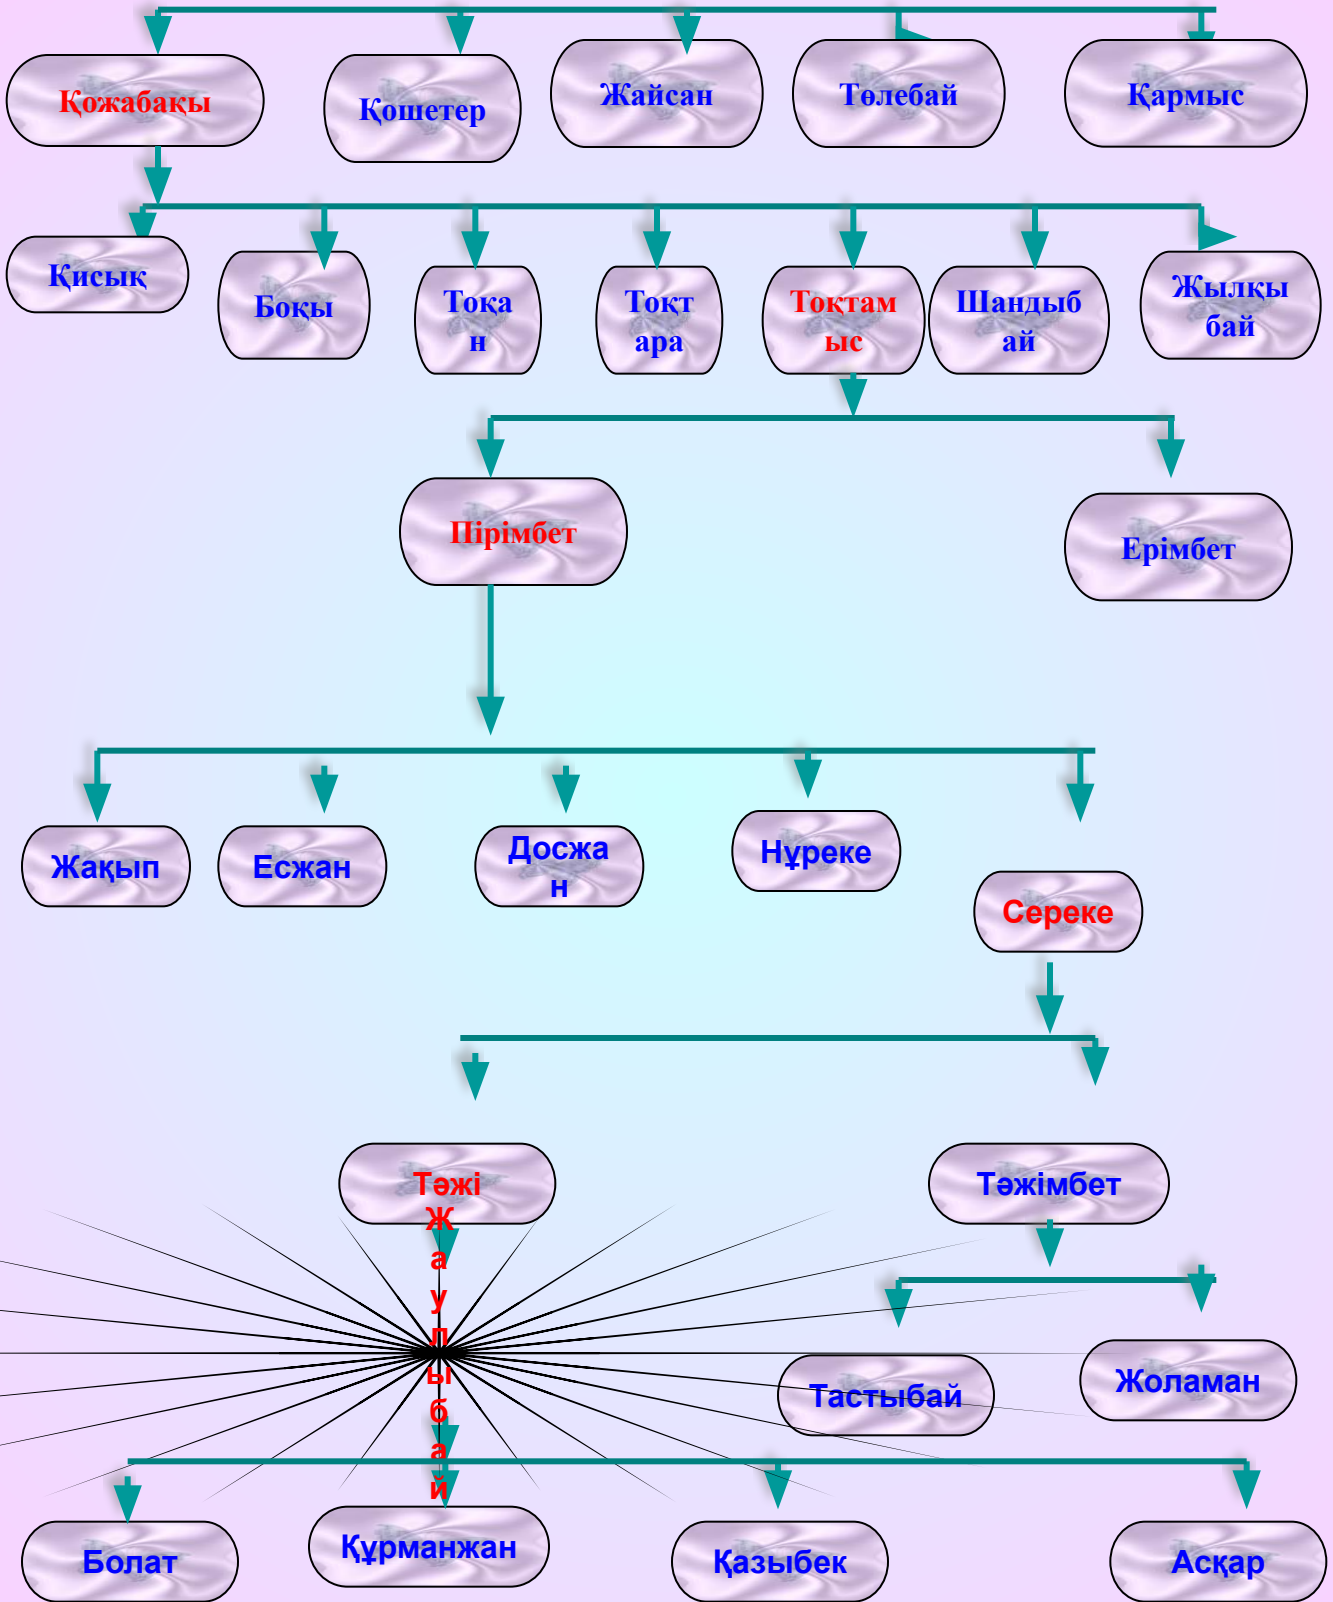 Қожабақы
Қошетер
Жайсан
Төлебай
Қармыс
Қисық
Боқы
Тоқа
н
Тоқт
ара
Тоқтам
ыс
Шандыб
ай
Жылқы
бай
Пірімбет
Ерімбет
Жақып
Есжан
Досжа
н
Нұреке
Сереке
Тәжі
Тәжімбет
Ж
а
у
л
ы
б
а
й
Тастыбай
Жоламан
Болат
Құрманжан
Қазыбек
Асқар